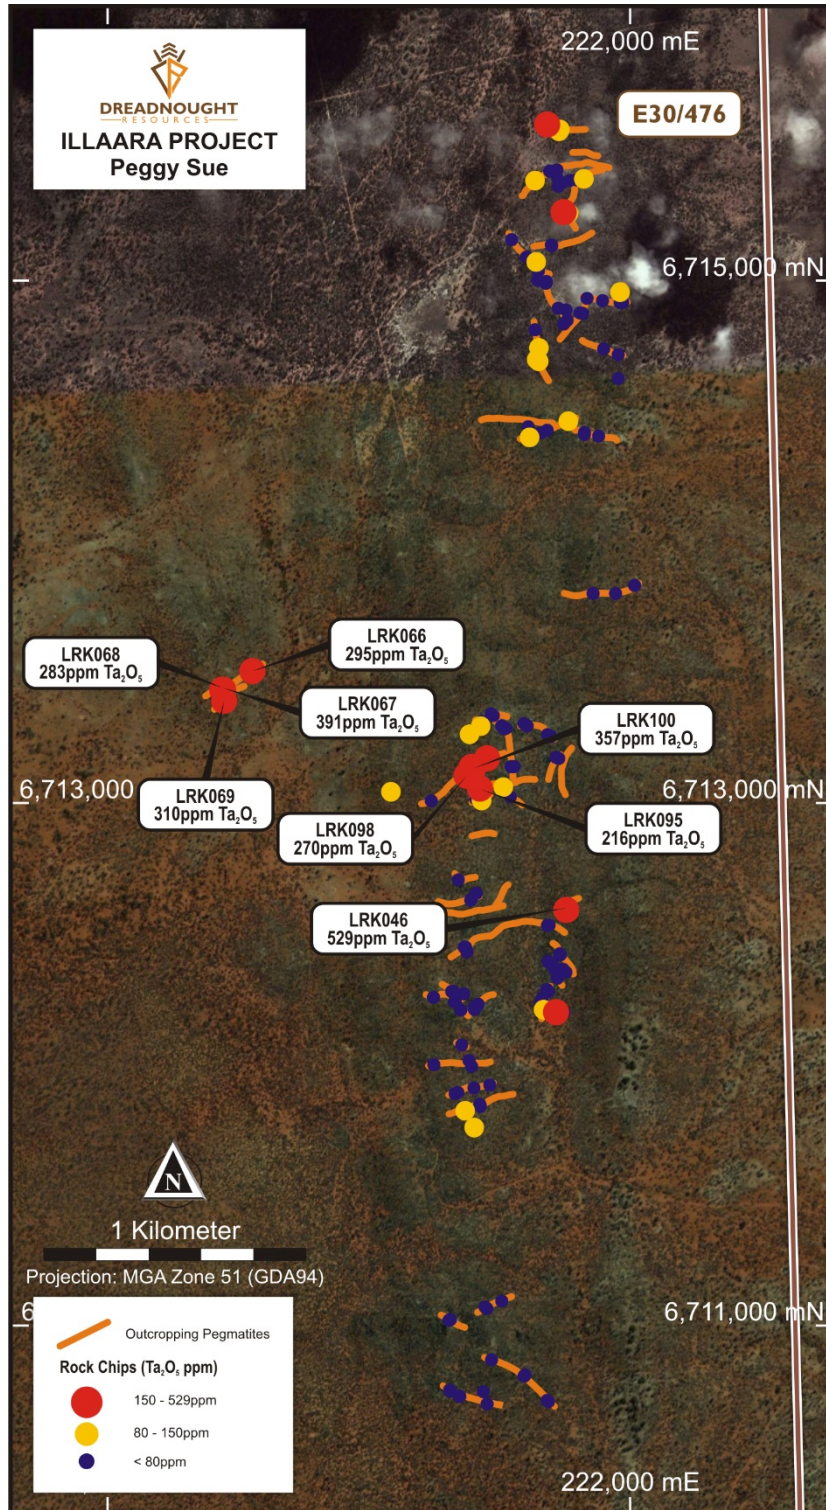 222,000 mE
DREADNOUGHT
RESOURCES
ILLAARA PROJECT
Peggy Sue
E30/476
6,715,000 mN
LRK068
283ppm Ta₂O₅
LRK066
295ppm Ta₂O₅
LRK067
391ppm Ta₂O₅
LRK100
357ppm Ta₂O₅
6,713,000
6,713,000 mN
LRK069
310ppm Ta₂O₅
LRK098
270ppm Ta₂O₅
LRK095
216ppm Ta₂O₅
LRK046
529ppm Ta₂O₅
N
1 Kilometer
Projection: MGA Zone 51 (GDA94)
6,711,000 mN
Outcropping Pegmatites
Rock Chips (Ta₂O₅ ppm)
150 - 529ppm
80 - 150ppm
< 80ppm
222,000 mE